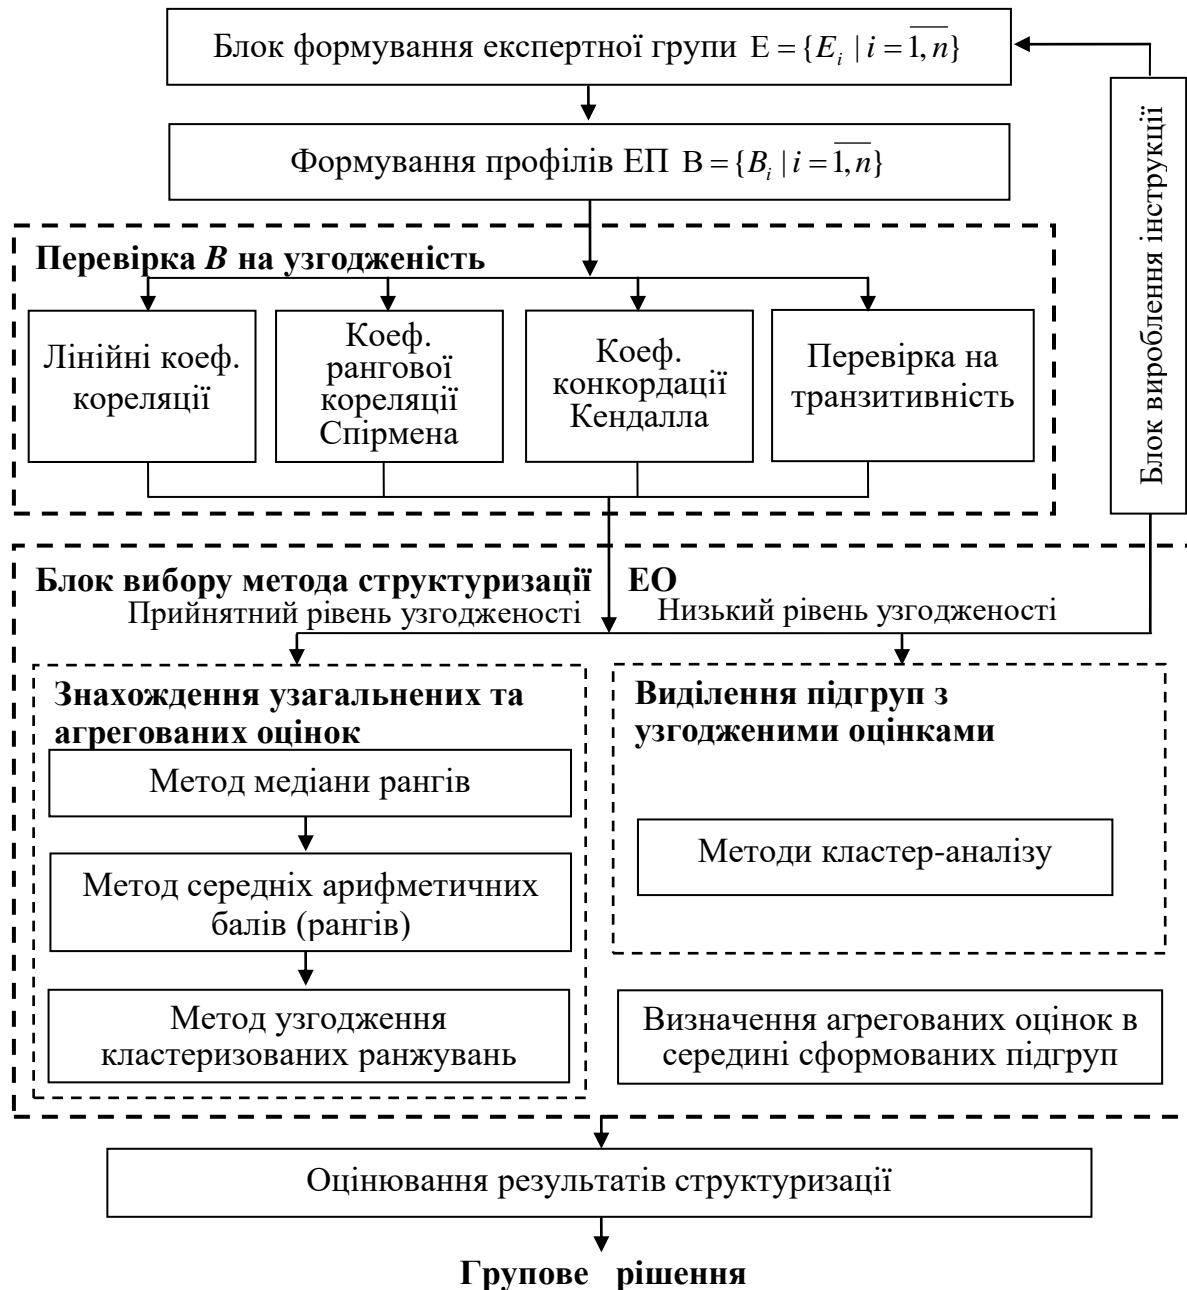 Блок формування експертної групи E = {E_i | i = \overline{1, n}}
Формування профілів ЕП B = {B_i | i = \overline{1, n}}
Блок вироблення інструкції
Перевірка B на узгодженість
Лінійні коеф.
кореляції
Коеф.
рангової
кореляції
Спірмена
Коеф.
конкордації
Кендалла
Перевірка на
транзитивність
Блок вибору метода структуризації ЕО
Прийнятний рівень узгодженості
Низький рівень узгодженості
Знахождення узагальнених та
агрегованих оцінок
Метод медіани рангів
Метод середніх арифметичних
балів (рангів)
Метод узгодження
кластеризованих ранжувань
Виділення підгруп з
узгодженими оцінками
Методи кластер-аналізу
Визначення агрегованих оцінок в
середині сформованих підгруп
Оцінювання результатів структуризації
Групове рішення